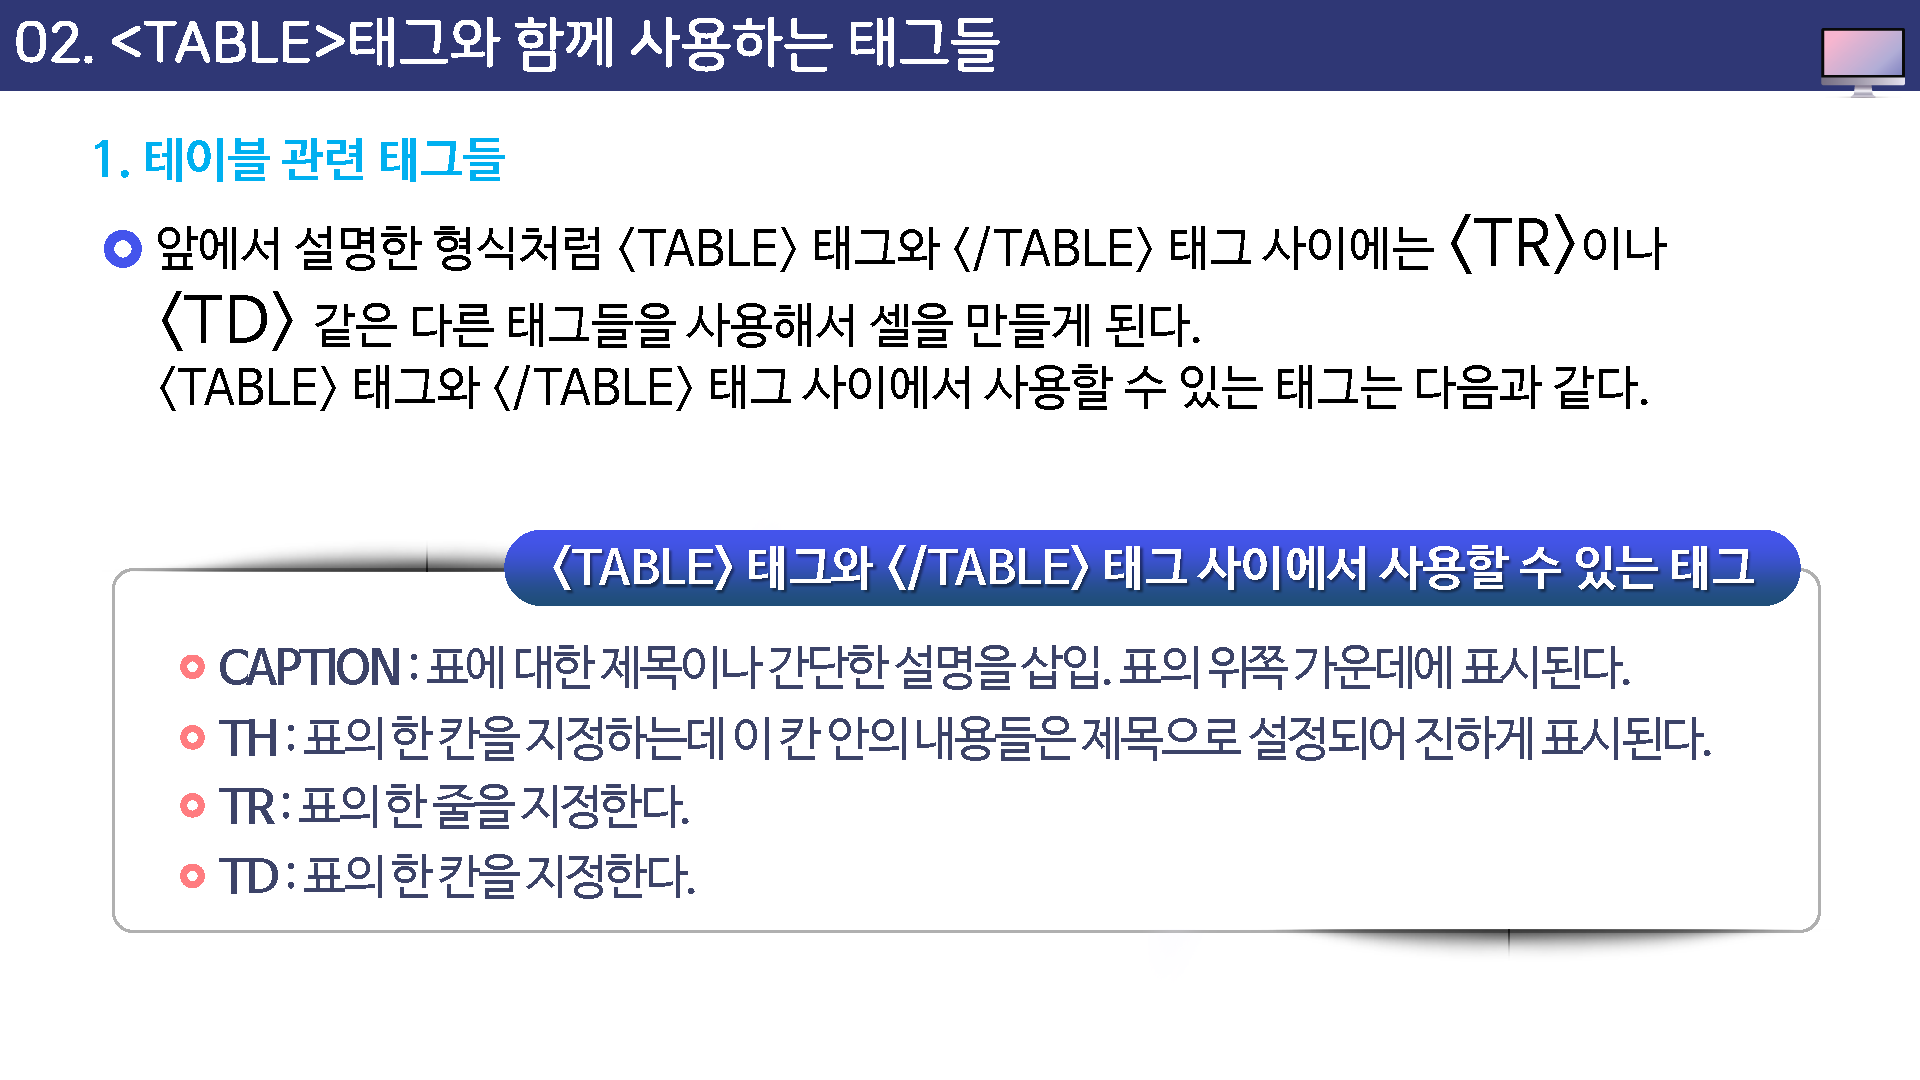 02. <TABLE>태그와 함께 사용하는 태그들
1. 테이블 관련 태그들
앞에서 설명한 형식처럼 〈TABLE〉 태그와 〈/TABLE〉 태그 사이에는 〈TR〉이나
〈TD〉 같은 다른 태그들을 사용해서 셀을 만들게 된다.
〈TABLE〉 태그와 〈/TABLE〉 태그 사이에서 사용할 수 있는 태그는 다음과 같다.
〈TABLE〉 태그와 〈/TABLE〉 태그 사이에서 사용할 수 있는 태그
CAPTION : 표에 대한 제목이나 간단한 설명을 삽입. 표의 위쪽 가운데에 표시된다.
TH : 표의 한 칸을 지정하는데 이 칸 안의 내용들은 제목으로 설정되어 진하게 표시된다.
TR : 표의 한 줄을 지정한다.
TD : 표의 한 칸을 지정한다.